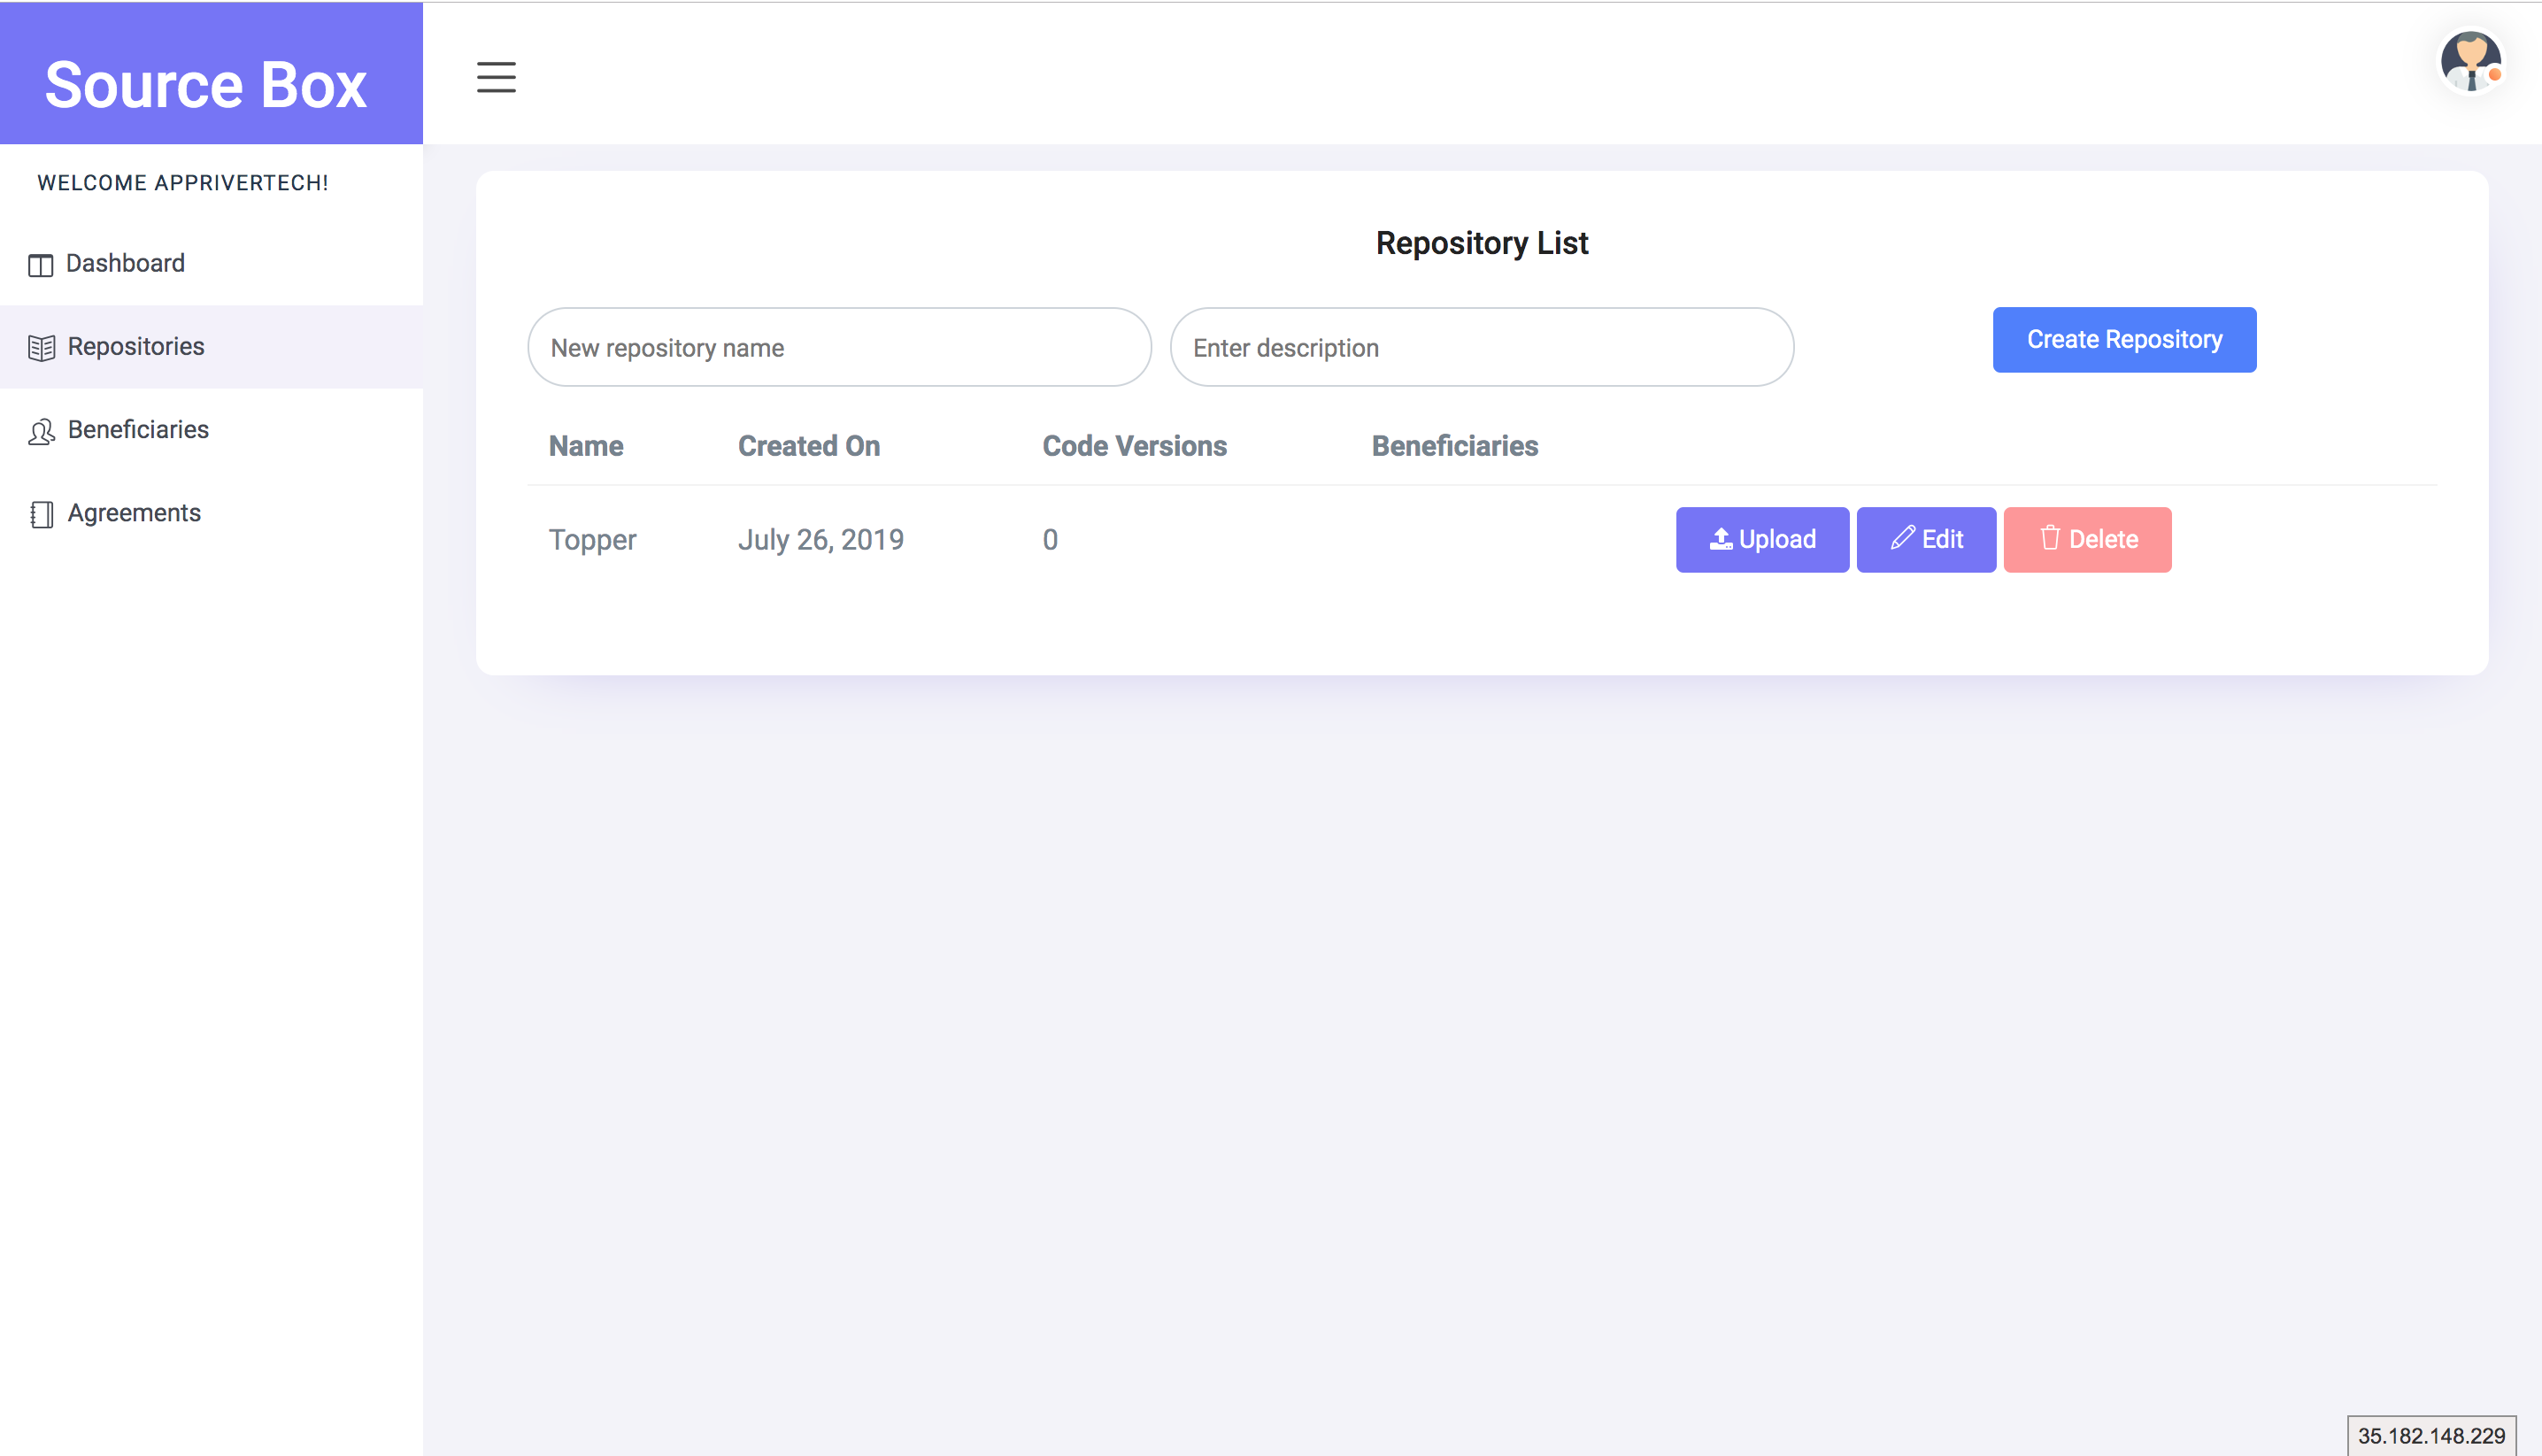 Source Box
WELCOME APPRIVERTECH!
Dashboard
Repositories
Beneficiaries
Agreements
Repository List
New repository name
Enter description
Create Repository
Name Created On Code Versions Beneficiaries
Topper July 26, 2019 0 Upload Edit Delete
35.182.148.229